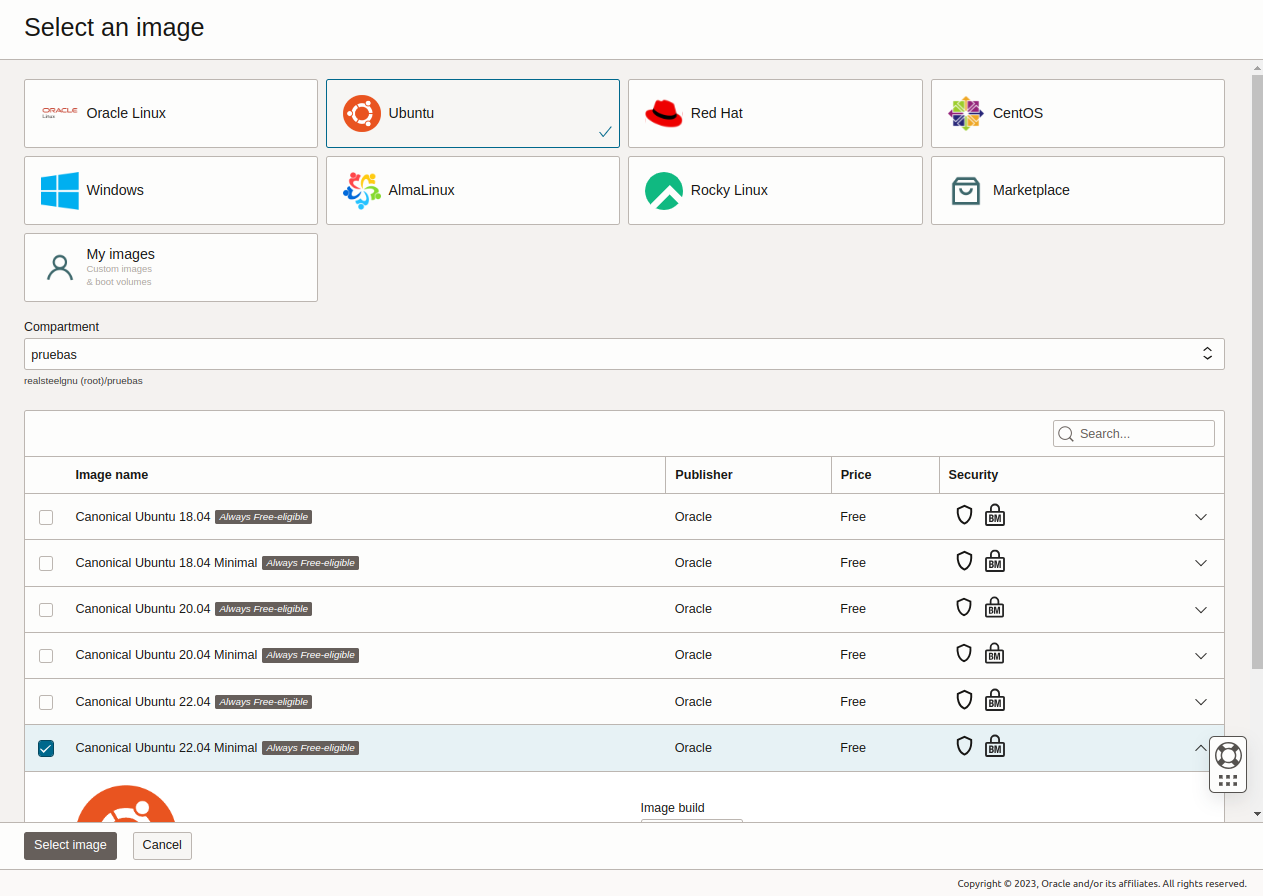 Select an image
ORACLE
Linux
Oracle Linux
Ubuntu
Red Hat
CentOS
Windows
AlmaLinux
Rocky Linux
Marketplace
My images
Custom images
& boot volumes
Compartment
pruebas
realsteelgnu (root)/pruebas
Search...
Image name Publisher Price Security
Canonical Ubuntu 18.04 Always Free-eligible Oracle Free BM
Canonical Ubuntu 18.04 Minimal Always Free-eligible Oracle Free BM
Canonical Ubuntu 20.04 Always Free-eligible Oracle Free BM
Canonical Ubuntu 20.04 Minimal Always Free-eligible Oracle Free BM
Canonical Ubuntu 22.04 Always Free-eligible Oracle Free BM
Canonical Ubuntu 22.04 Minimal Always Free-eligible Oracle Free BM
Image build
Select image Cancel
Copyright © 2023, Oracle and/or its affiliates. All rights reserved.